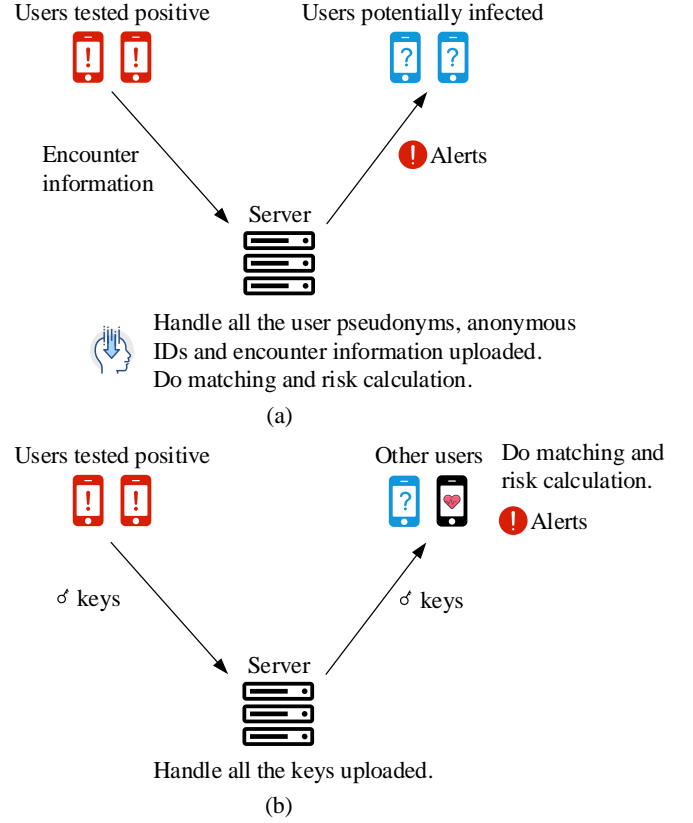 Users tested positive
Users potentially infected
! ! ? ?
Encounter
information
! Alerts
Server
Handle all the user pseudonyms, anonymous
IDs and encounter information uploaded.
Do matching and risk calculation.
(a)
Users tested positive
Other users
Do matching and
risk calculation.
! ! ?
! Alerts
keys
keys
Server
Handle all the keys uploaded.
(b)